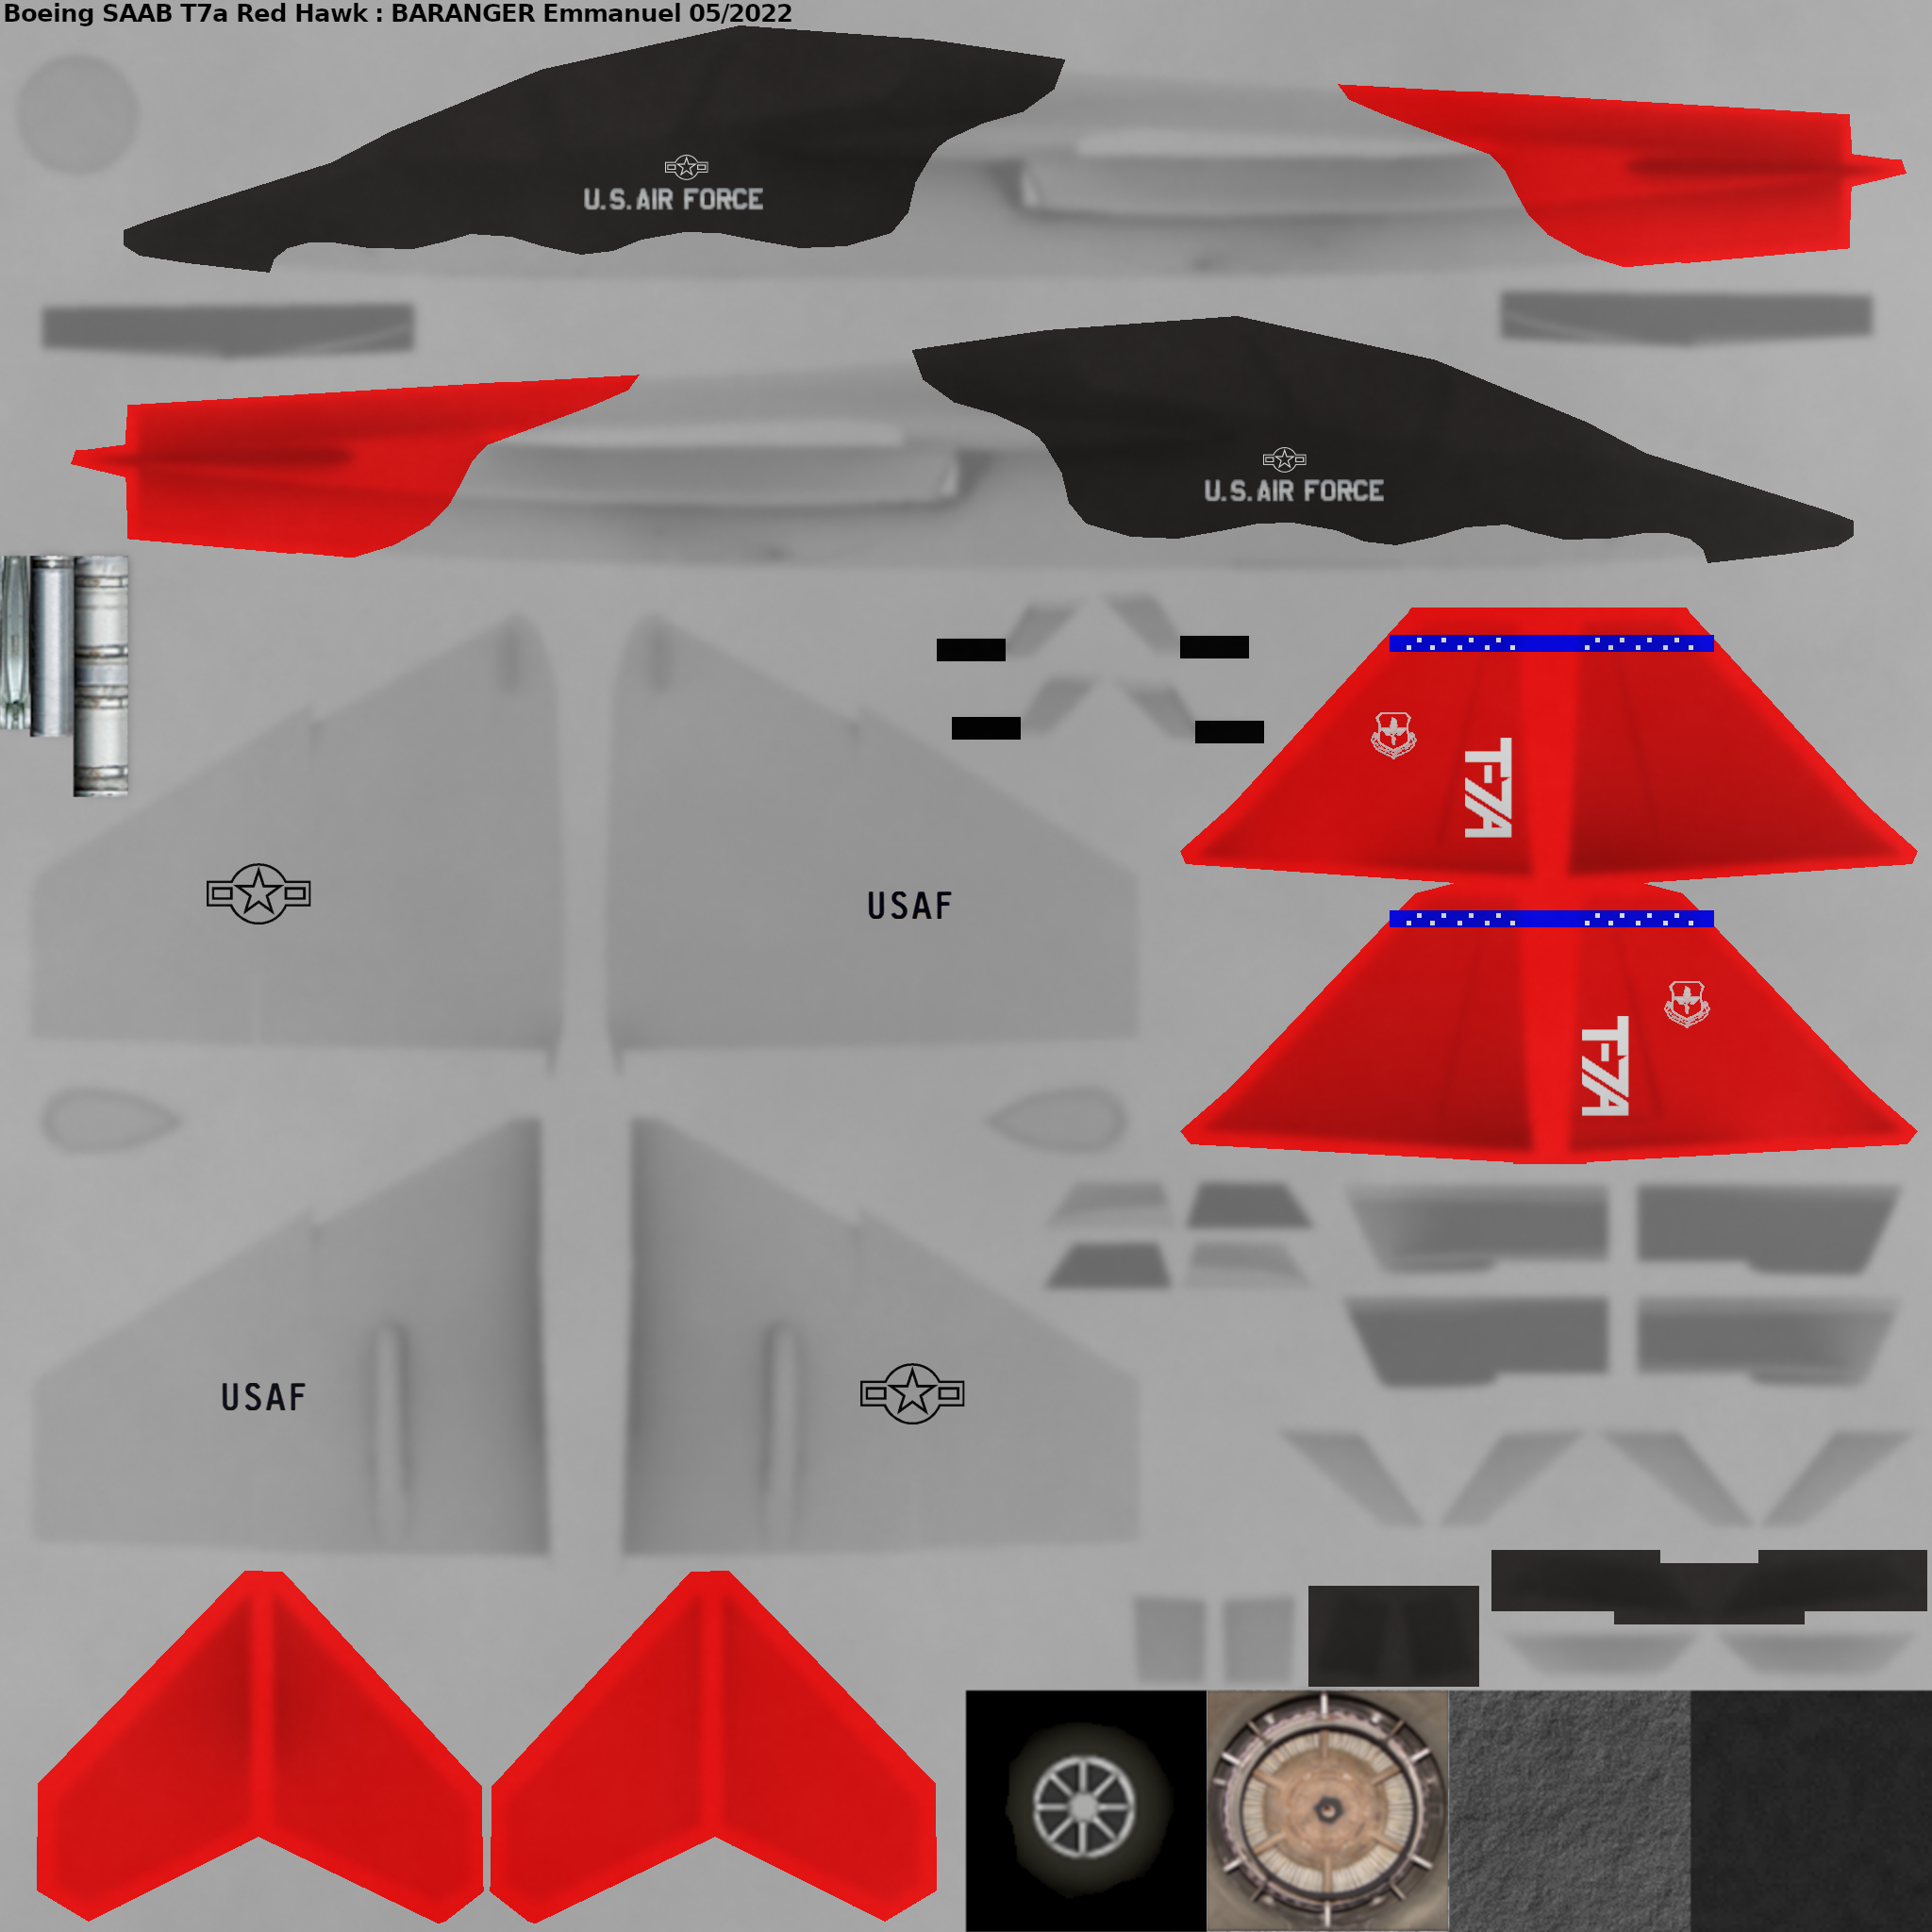 Boeing SAAB T7a Red Hawk : BARANGER Emmanuel 05/2022
U.S. AIR FORCE
U.S. AIR FORCE
T-7A
USAF
T-7A
USAF